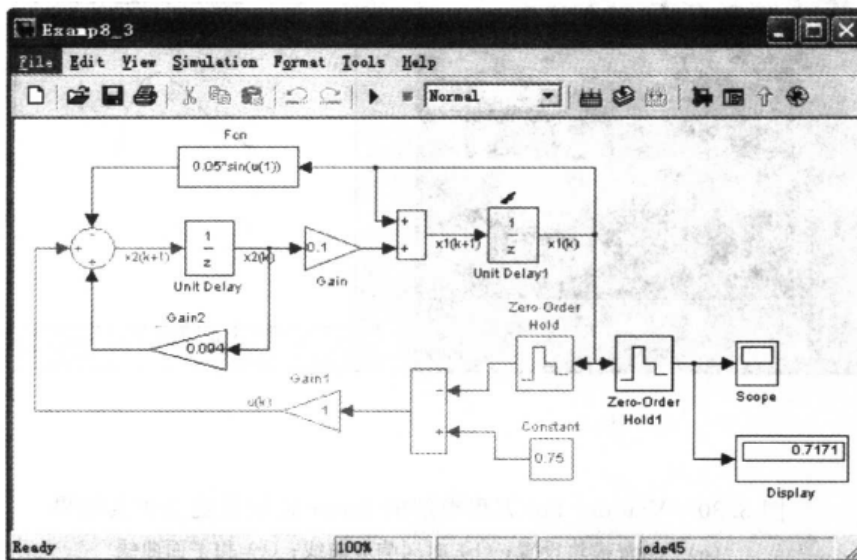 Examp8_3
File Edit View Simulation Format Tools Help
Normal
Fcn
0.05*sin(u(1))
x2(k+1)
1
z
x2(k)
Unit Delay
0.1
Gain
x1(k+1)
1
z
x1(k)
Unit Delay1
Gain2
0.094
Zero-Order
Hold
Gain1
u(k)
1
Zero-Order
Hold1
Scope
Constant
0.75
0.7171
Display
Ready
100%
ode45